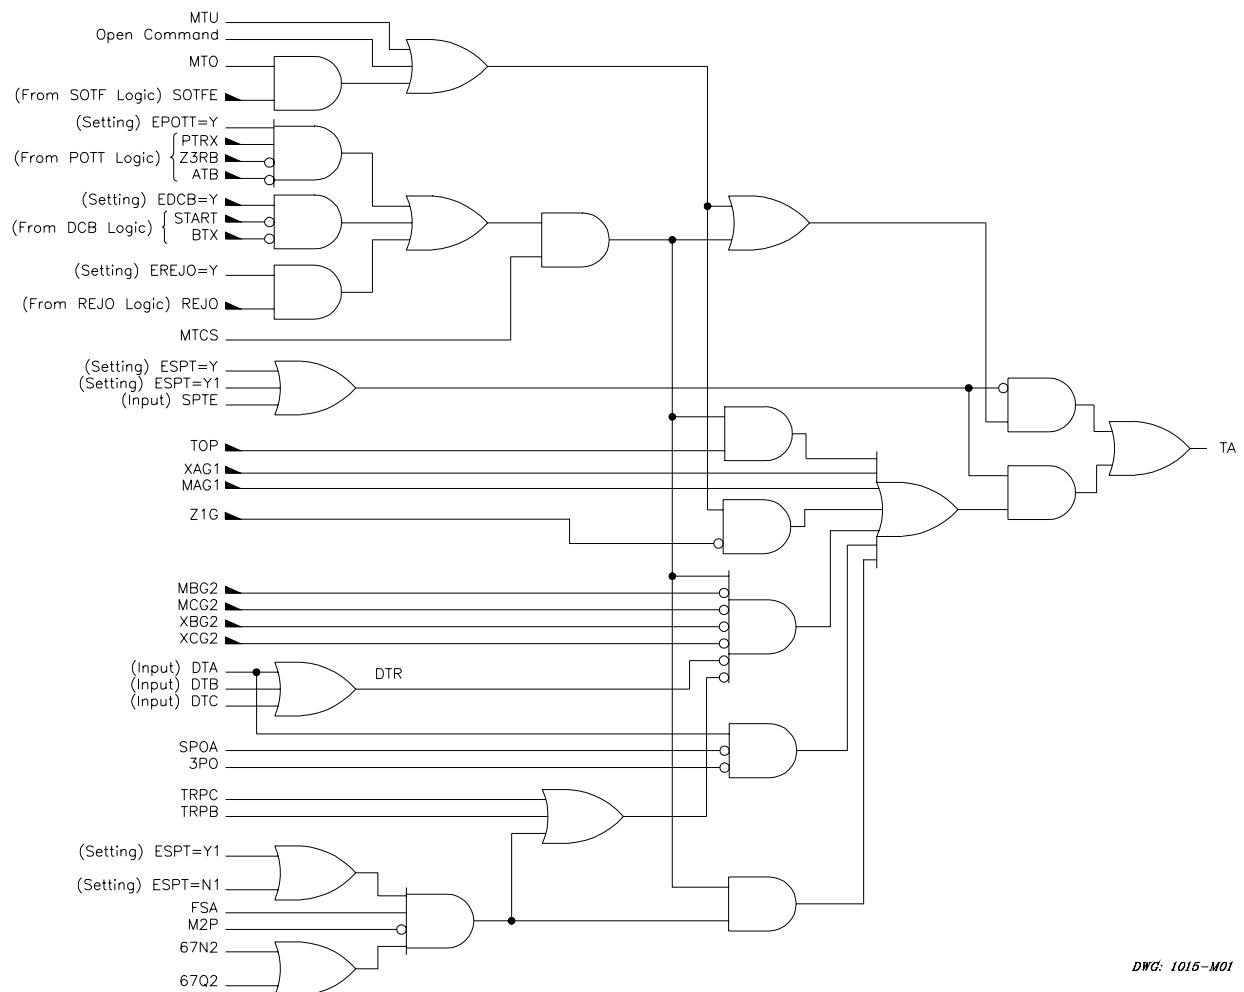 MTU
Open Command
MTO
(From SOTF Logic) SOTFE
(Setting) EPOTT=Y
PTRX
(From POTT Logic) Z3RB
ATB
(Setting) EDCB=Y
START
(From DCB Logic)
BTX
(Setting) EREJO=Y
(From REJO Logic) REJO
MTCS
(Setting) ESPT=Y
(Setting) ESPT=Y1
(Input) SPTE
TOP
TA
XAG1
MAG1
Z1G
MBG2
MCG2
XBG2
XCG2
(Input) DTA
DTR
(Input) DTB
(Input) DTC
SPOA
3PO
TRPC
TRPB
(Setting) ESPT=Y1
(Setting) ESPT=N1
FSA
M2P
67N2
67Q2
DWG: 1015-M01